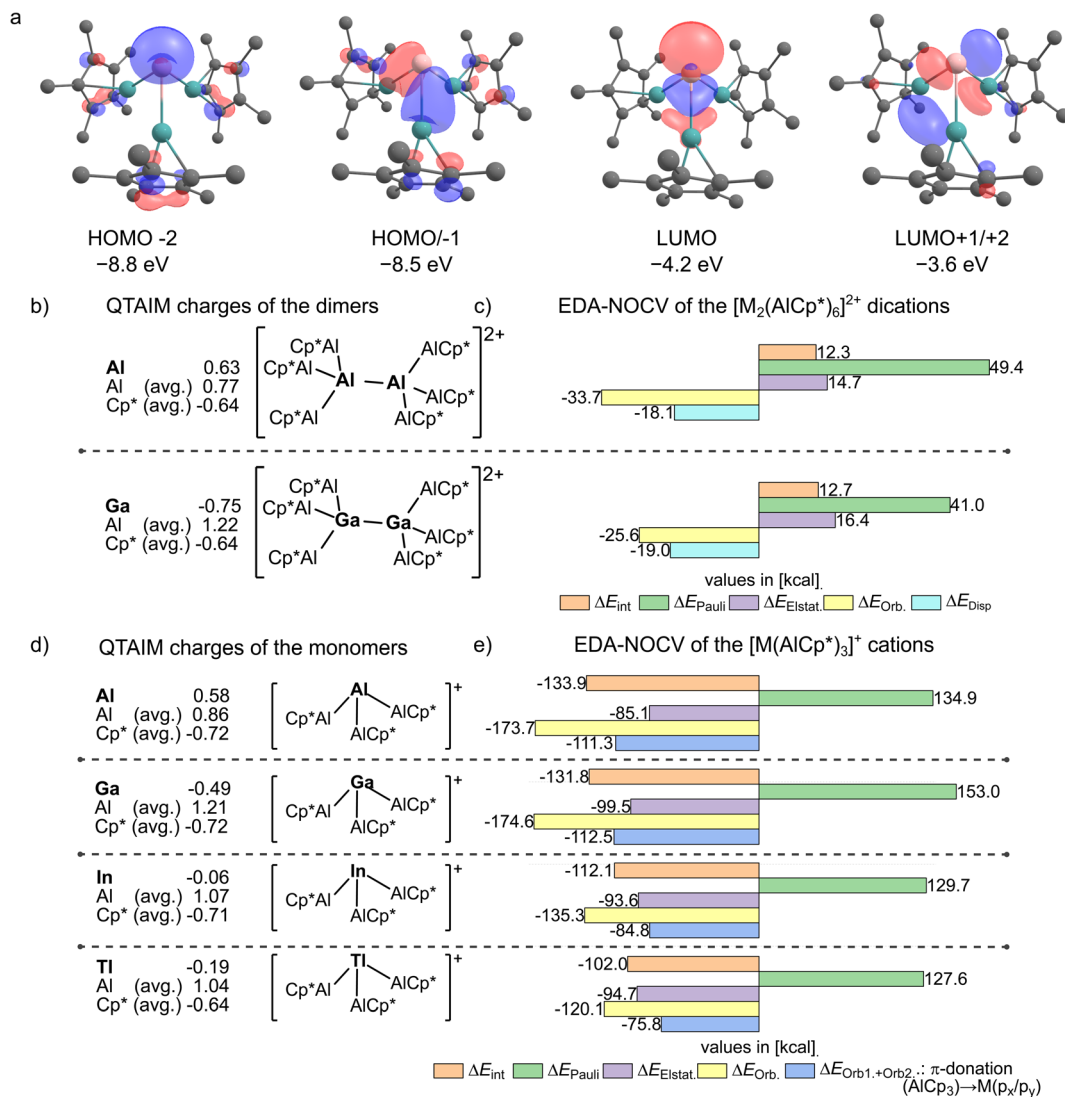 a
HOMO -2
−8.8 eV
HOMO/-1
−8.5 eV
LUMO
−4.2 eV
LUMO+1/+2
−3.6 eV
b) QTAIM charges of the dimers
Al 0.63
Al (avg.) 0.77
Cp* (avg.) -0.64
Cp*Al
Cp*Al
Cp*Al
Al
Al
AlCp*
AlCp*
AlCp*
2+
Ga -0.75
Al (avg.) 1.22
Cp* (avg.) -0.64
Cp*Al
Cp*Al
Cp*Al
Ga
Ga
AlCp*
AlCp*
AlCp*
2+
c) EDA-NOCV of the [M2(AlCp*)6]2+ dications
12.3
49.4
14.7
-33.7
-18.1
12.7
41.0
16.4
-25.6
-19.0
values in [kcal].
ΔEint ΔEPauli ΔEElstat. ΔEOrb. ΔEDisp
d) QTAIM charges of the monomers
Al 0.58
Al (avg.) 0.86
Cp* (avg.) -0.72
Al
Cp*Al
AlCp*
AlCp*
+
Ga -0.49
Al (avg.) 1.21
Cp* (avg.) -0.72
Ga
Cp*Al
AlCp*
AlCp*
+
In -0.06
Al (avg.) 1.07
Cp* (avg.) -0.71
In
Cp*Al
AlCp*
AlCp*
+
Tl -0.19
Al (avg.) 1.04
Cp* (avg.) -0.64
Tl
Cp*Al
AlCp*
AlCp*
+
e) EDA-NOCV of the [M(AlCp*)3]+ cations
-133.9
134.9
-85.1
-173.7
-111.3
-131.8
153.0
-99.5
-174.6
-112.5
-112.1
129.7
-93.6
-135.3
-84.8
-102.0
127.6
-94.7
-120.1
-75.8
values in [kcal].
ΔEint ΔEPauli ΔEElstat. ΔEOrb. ΔEOrb1.+Orb2.: π-donation
(AlCp3)→M(px/py)